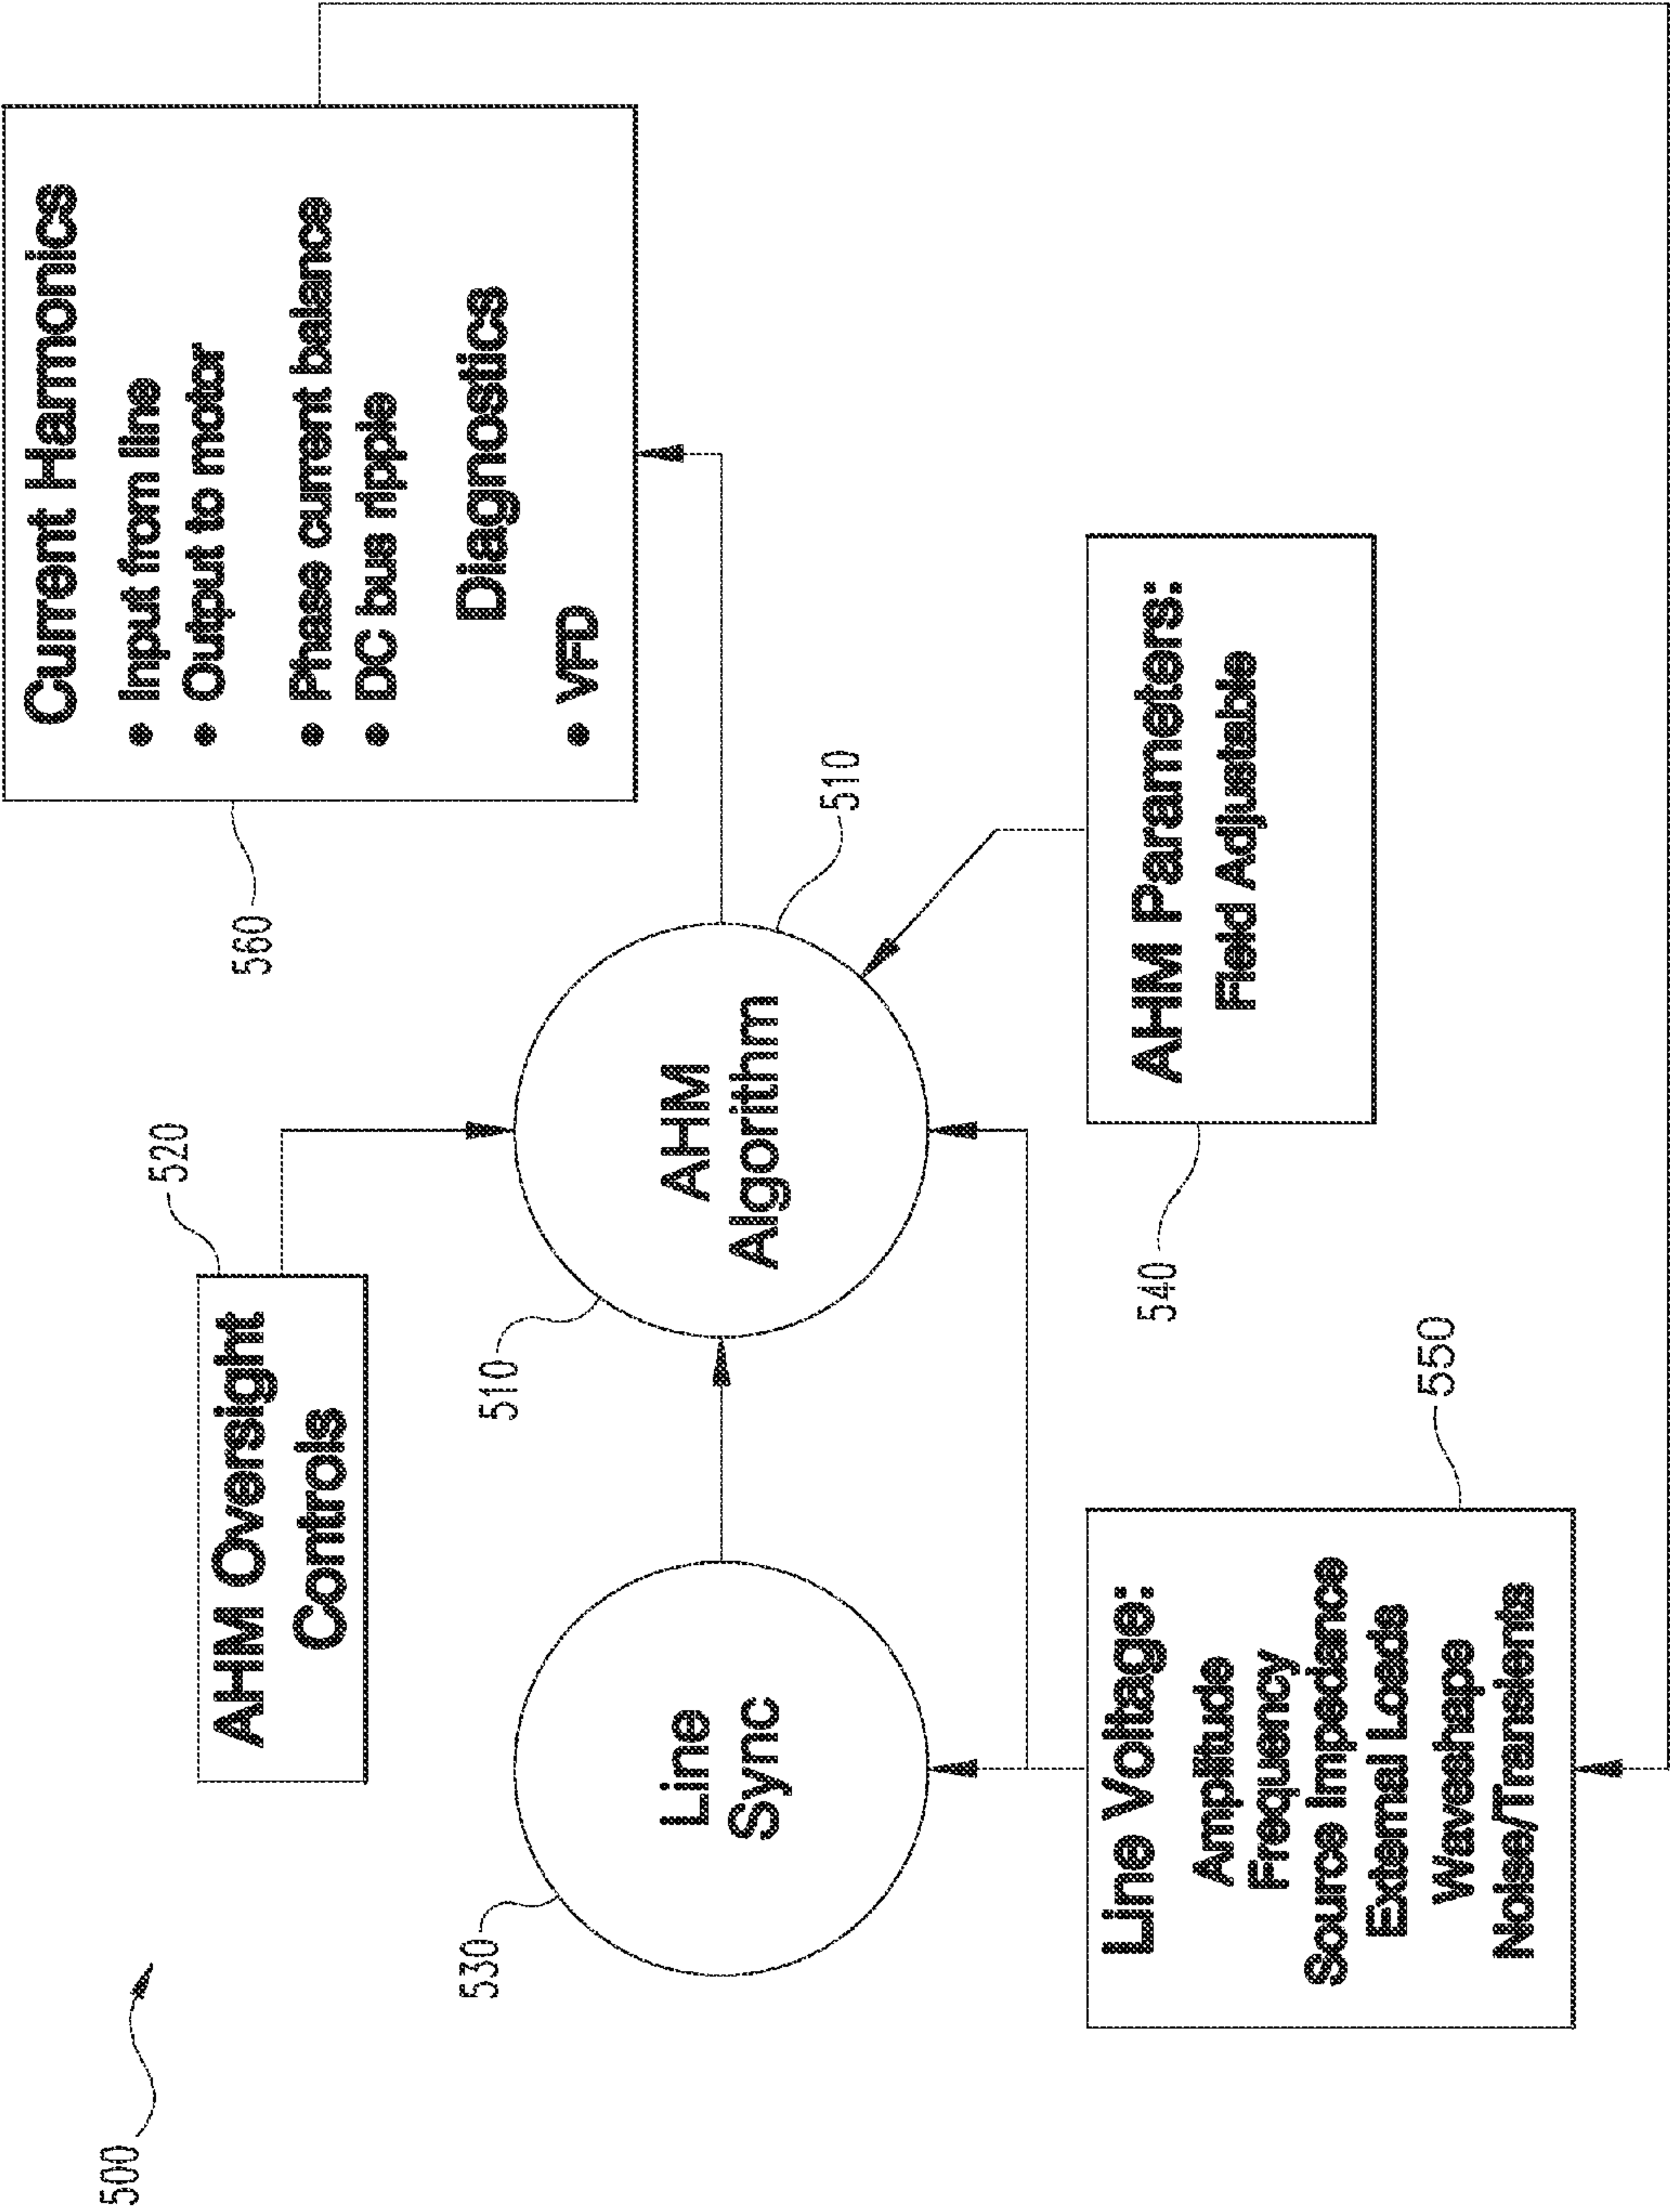 500
AHM Oversight
Controls
520
Current Harmonics
● Input from line
● Output to motor
● Phase current balance
● DC bus ripple
Diagnostics
● VFD
560
530
Line
Sync
510
AHM
Algorithm
510
Line Voltage:
Amplitude
Frequency
Source Impedance
External Loads
Waveshape
Noise/Transients
550
540
AHM Parameters:
Field Adjustable